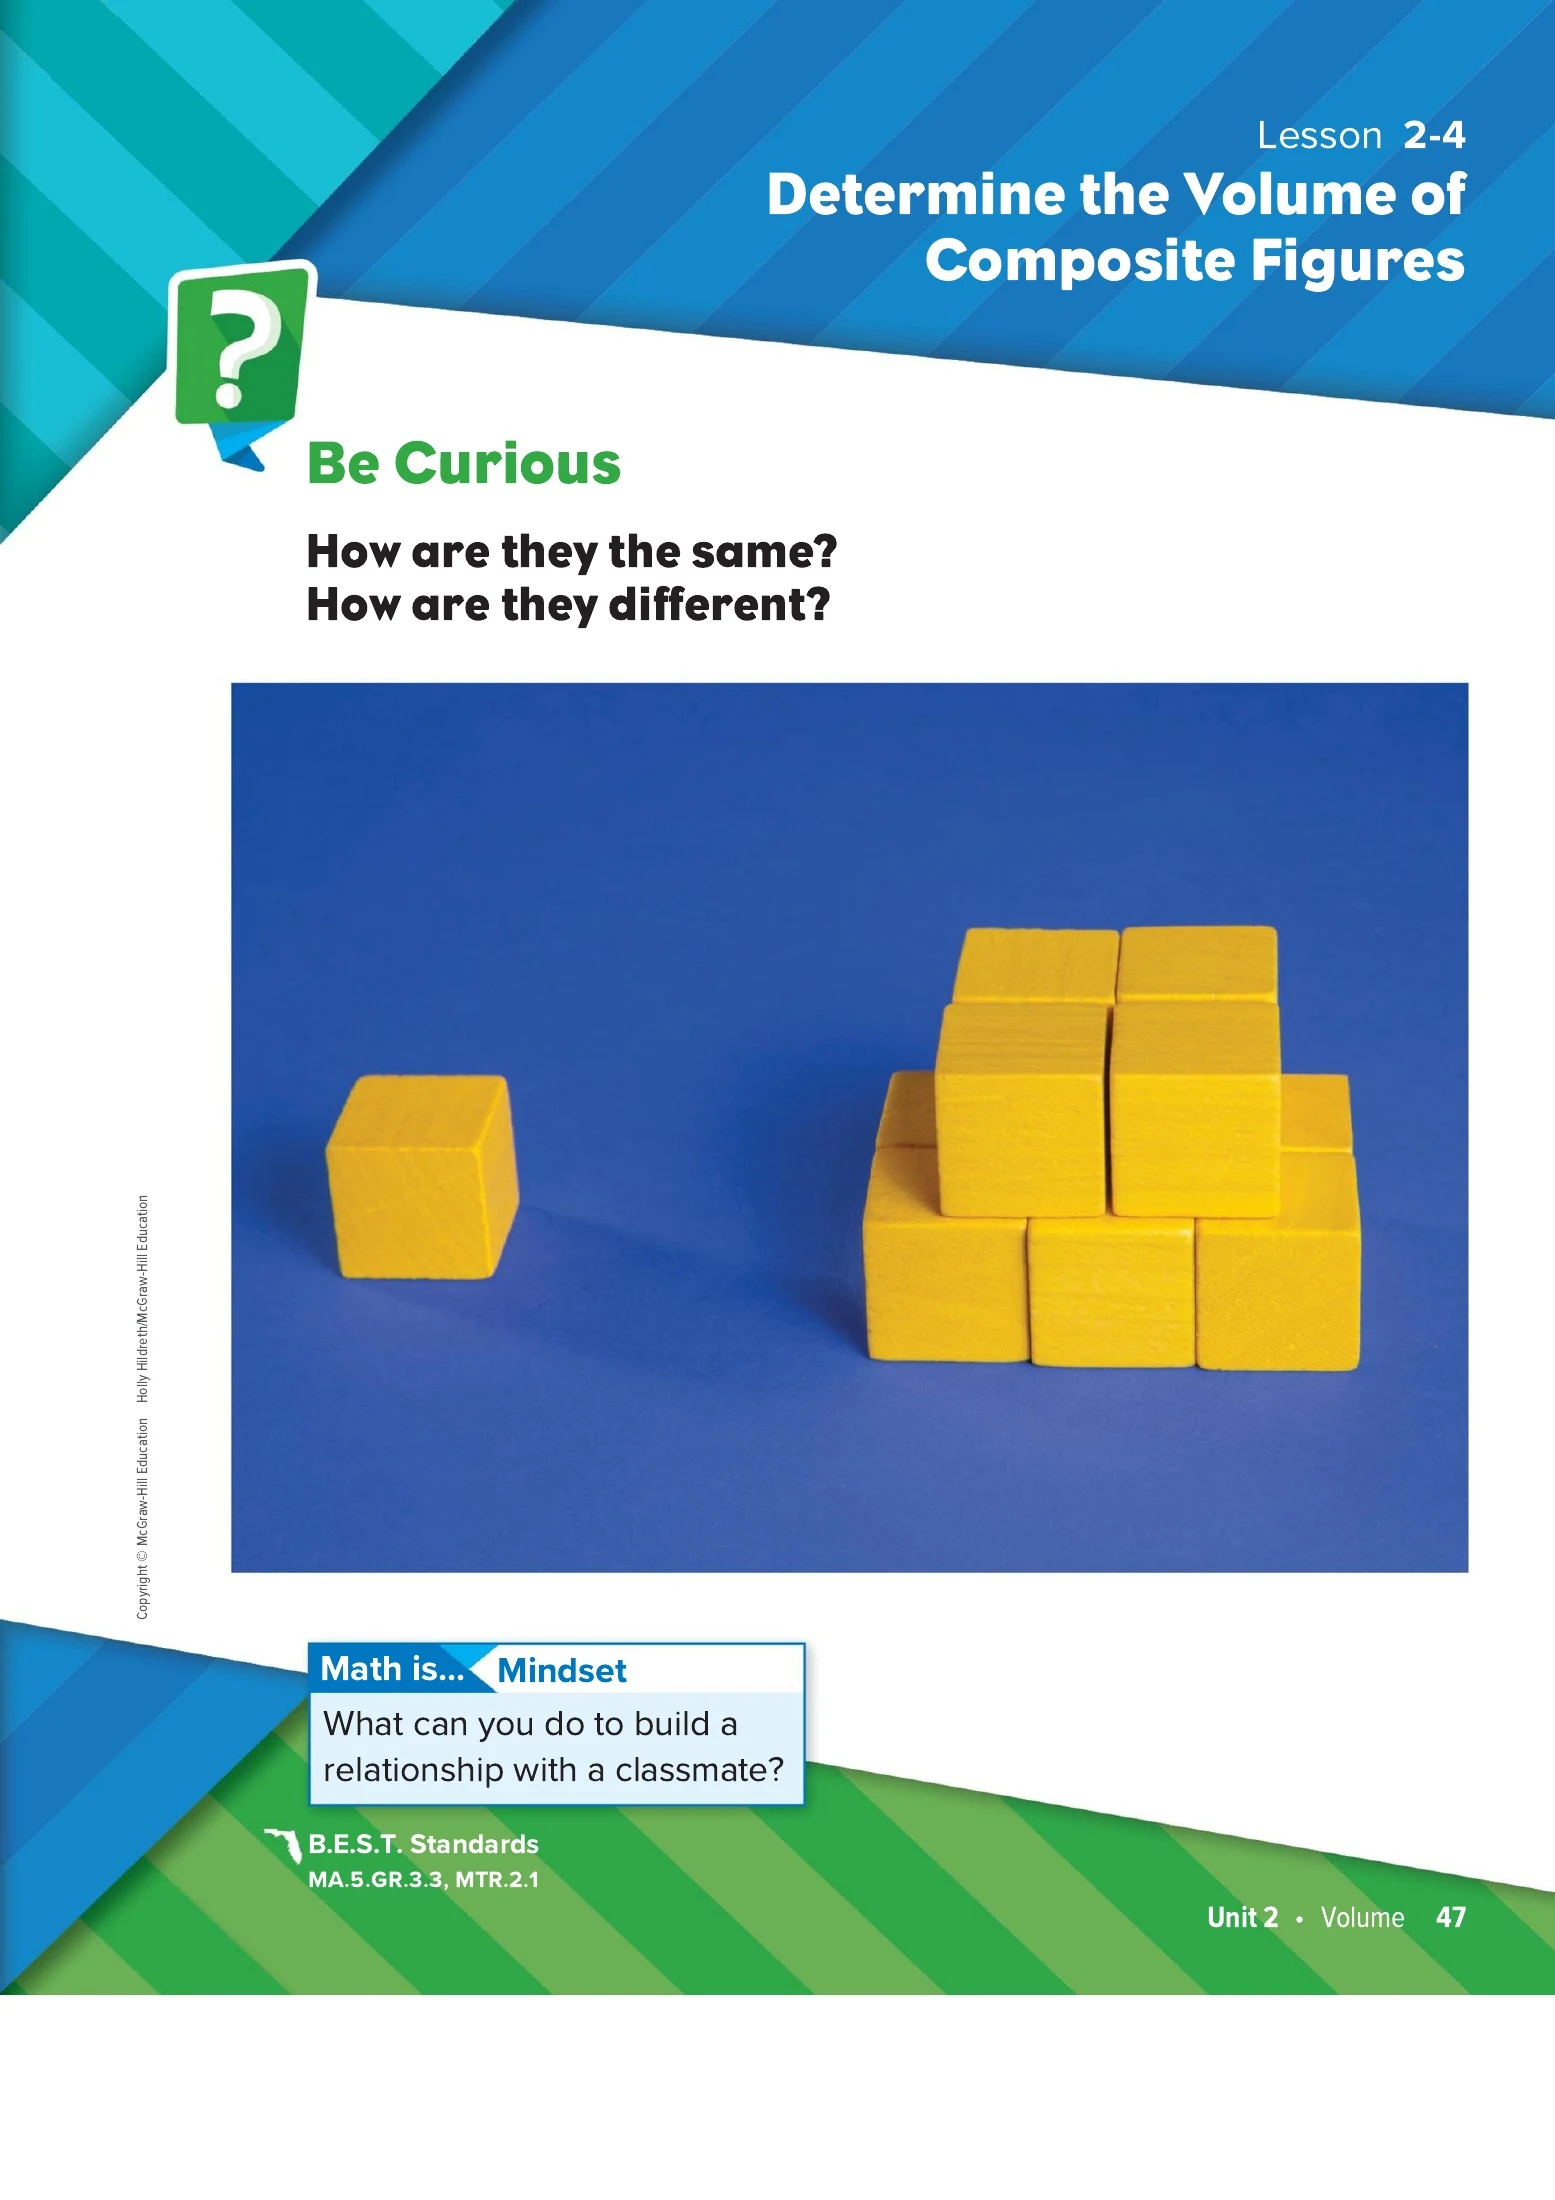 Lesson 2-4
Determine the Volume of
Composite Figures
?
Be Curious
How are they the same?
How are they different?
Copyright © McGraw-Hill Education Holly Hildreth/McGraw-Hill Education
Math is... Mindset
What can you do to build a
relationship with a classmate?
B.E.S.T. Standards
MA.5.GR.3.3, MTR.2.1
Unit 2 • Volume 47